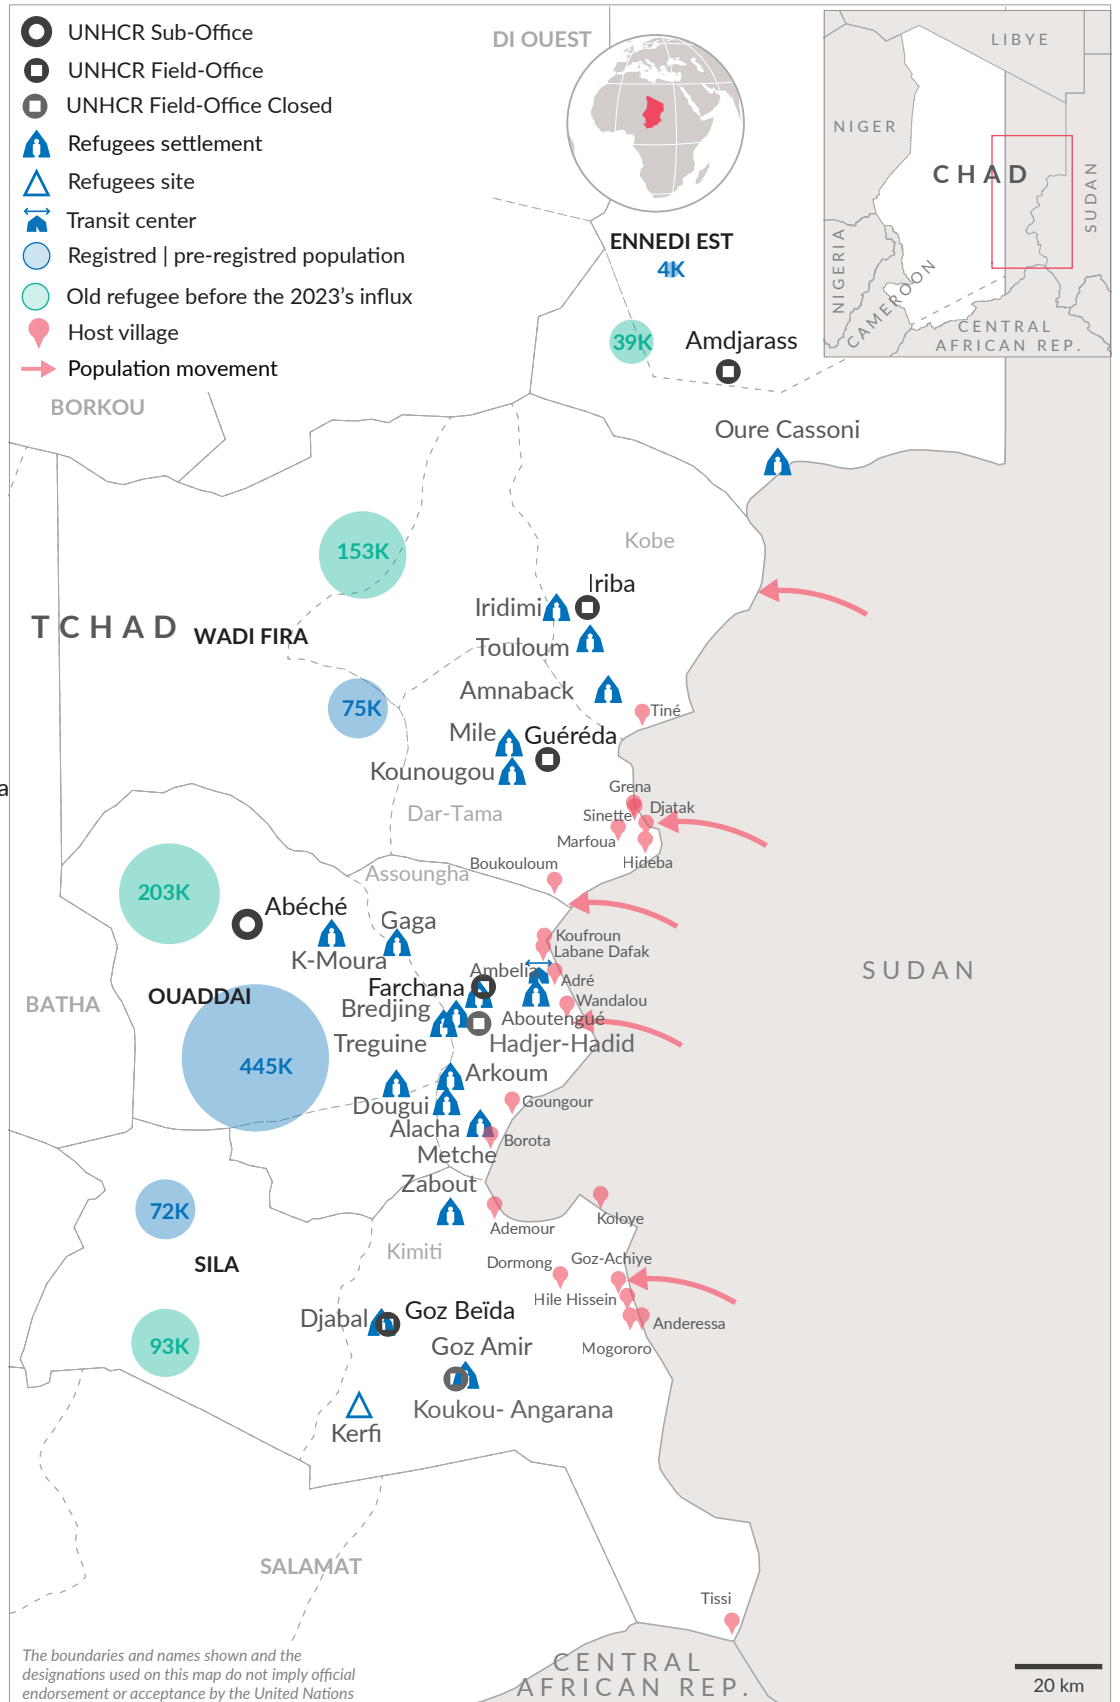 UNHCR Sub-Office
UNHCR Field-Office
UNHCR Field-Office Closed
Refugees settlement
Refugees site
Transit center
Registred | pre-registred population
Old refugee before the 2023's influx
Host village
Population movement
DI OUEST
LIBYE
NIGER
CHAD
SUDAN
NIGERIA
CAMEROON
CENTRAL
AFRICAN REP.
ENNEDI EST
4K
39K
Amdjarass
BORKOU
Oure Cassoni
153K
Kobe
Iriba
Iridimi
TCHAD
WADI FIRA
Touloum
Amnaback
75K
Tiné
Mile
Guéréda
Kounougou
a
Grena
Djatak
Sinette
Dar-Tama
Marfoua
Hideba
Boukouloum
Assoungha
203K
Abéché
Gaga
Koufroun
Labane Dafak
K-Moura
Ambelia
SUDAN
Adré
Farchana
OUADDAI
Wandalou
BATHA
Bredjing
Aboutengué
Treguine
Hadjer-Hadid
445K
Arkoum
Dougui
Goungour
Alacha
Borota
Metche
Zabout
72K
Koloye
Ademour
Kimiti
SILA
Dormong
Goz-Achiye
Hile Hissein
Djabal
Goz Beïda
Anderessa
93K
Goz Amir
Mogororo
Koukou- Angarana
Kerfi
SALAMAT
Tissi
The boundaries and names shown and the
designations used on this map do not imply official
endorsement or acceptance by the United Nations
CENTRAL
AFRICAN REP.
20 km